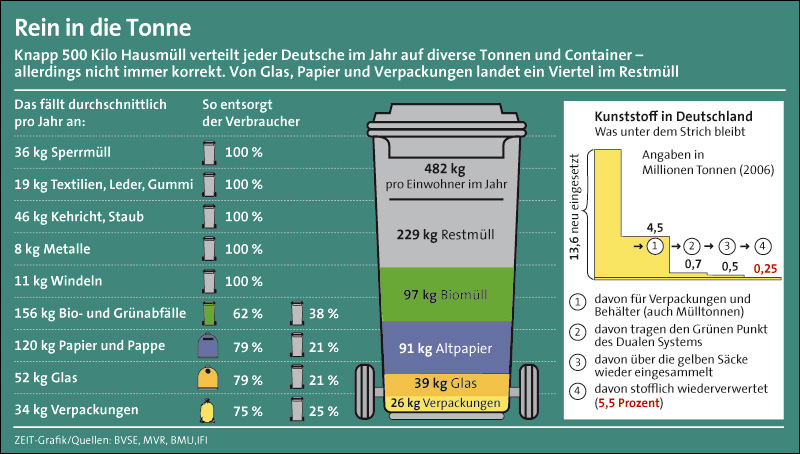 Rein in die Tonne
Knapp 500 Kilo Hausmüll verteilt jeder Deutsche im Jahr auf diverse Tonnen und Container –
allerdings nicht immer korrekt. Von Glas, Papier und Verpackungen landet ein Viertel im Restmüll
Das fällt durchschnittlich
pro Jahr an:
So entsorgt
der Verbraucher
36 kg Sperrmüll 100 %
19 kg Textilien, Leder, Gummi 100 %
46 kg Kehricht, Staub 100 %
8 kg Metalle 100 %
11 kg Windeln 100 %
156 kg Bio- und Grünabfälle 62 % 38 %
120 kg Papier und Pappe 79 % 21 %
52 kg Glas 79 % 21 %
34 kg Verpackungen 75 % 25 %
482 kg
pro Einwohner im Jahr
229 kg Restmüll
97 kg Biomüll
91 kg Altpapier
39 kg Glas
26 kg Verpackungen
Kunststoff in Deutschland
Was unter dem Strich bleibt
Angaben in
Millionen Tonnen (2006)
13,6 neu eingesetzt
4,5
→ 1 → 2 → 3 → 4
0,7 0,5 0,25
1 davon für Verpackungen und
Behälter (auch Mülltonnen)
2 davon tragen den Grünen Punkt
des Dualen Systems
3 davon über die gelben Säcke
wieder eingesammelt
4 davon stofflich wiederverwertet
(5,5 Prozent)
ZEIT-Grafik/Quellen: BVSE, MVR, BMU,IFI